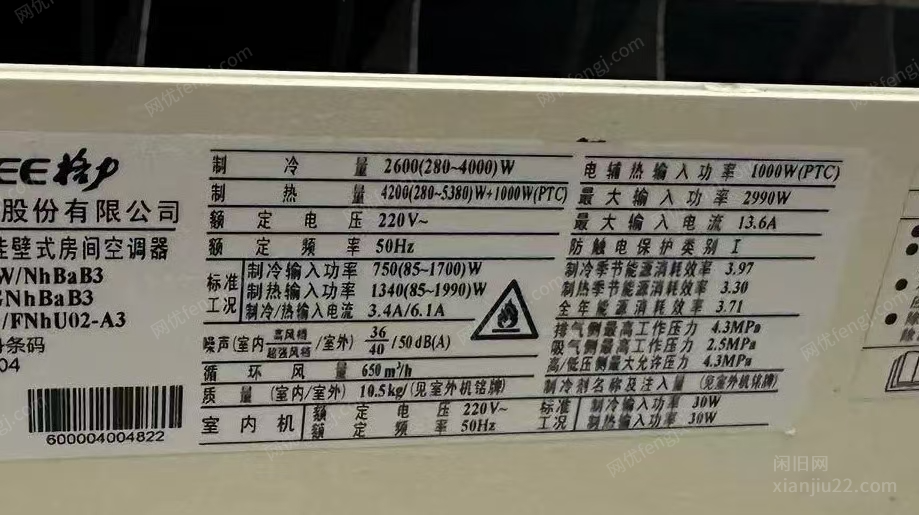 EE 格力
股份有限公司
挂壁式房间空调器
W/NhBaB3
GNhBaB3
/FNhU02-A3
条码
04
600004004822
制冷量 2600(280~4000)W
制热量 4200(280~5380)W+1000W(PTC)
额定电压 220V~
额定频率 50Hz
标准工况 制冷输入功率 750(85~1700)W
制热输入功率 1340(85~1990)W
制冷/热输入电流 3.4A/6.1A
噪声(室内 高风档 超强风档 /室外) 36 40 /50dB(A)
循环风量 650m³/h
质量 (室内/室外) 10.5kg/(见室外机铭牌)
室内机 额定电压 220V~
额定频率 50Hz
标准工况 制冷输入功率 30W
制热输入功率 30W
电辅热输入功率 1000W(PTC)
最大输入功率 2990W
最大输入电流 13.6A
防触电保护类别 I
制冷季节能源消耗效率 3.97
制热季节能源消耗效率 3.30
全年能源消耗效率 3.71
排气侧最高工作压力 4.3MPa
吸气侧最高工作压力 2.5MPa
高/低压侧最大允许压力 4.3MPa
制冷剂名称及注入量 (见室外机铭牌)
闲旧网
xianjiu22.com
网优fengj.com